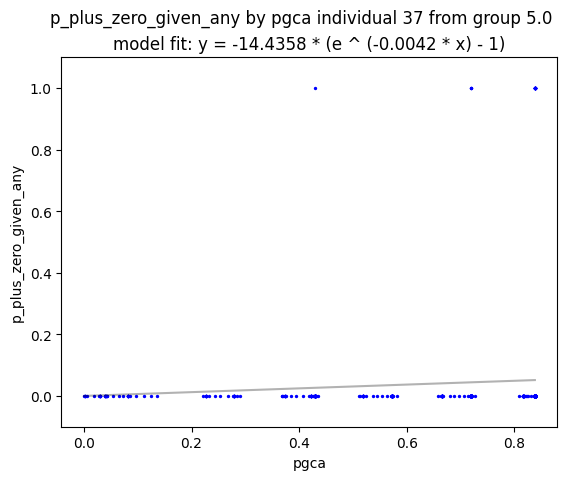 p_plus_zero_given_any by pgca individual 37 from group 5.0
model fit: y = -14.4358 * (e ^ (-0.0042 * x) - 1)
1.0
0.8
0.6
0.4
0.2
0.0
p_plus_zero_given_any
0.0 0.2 0.4 0.6 0.8
pgca